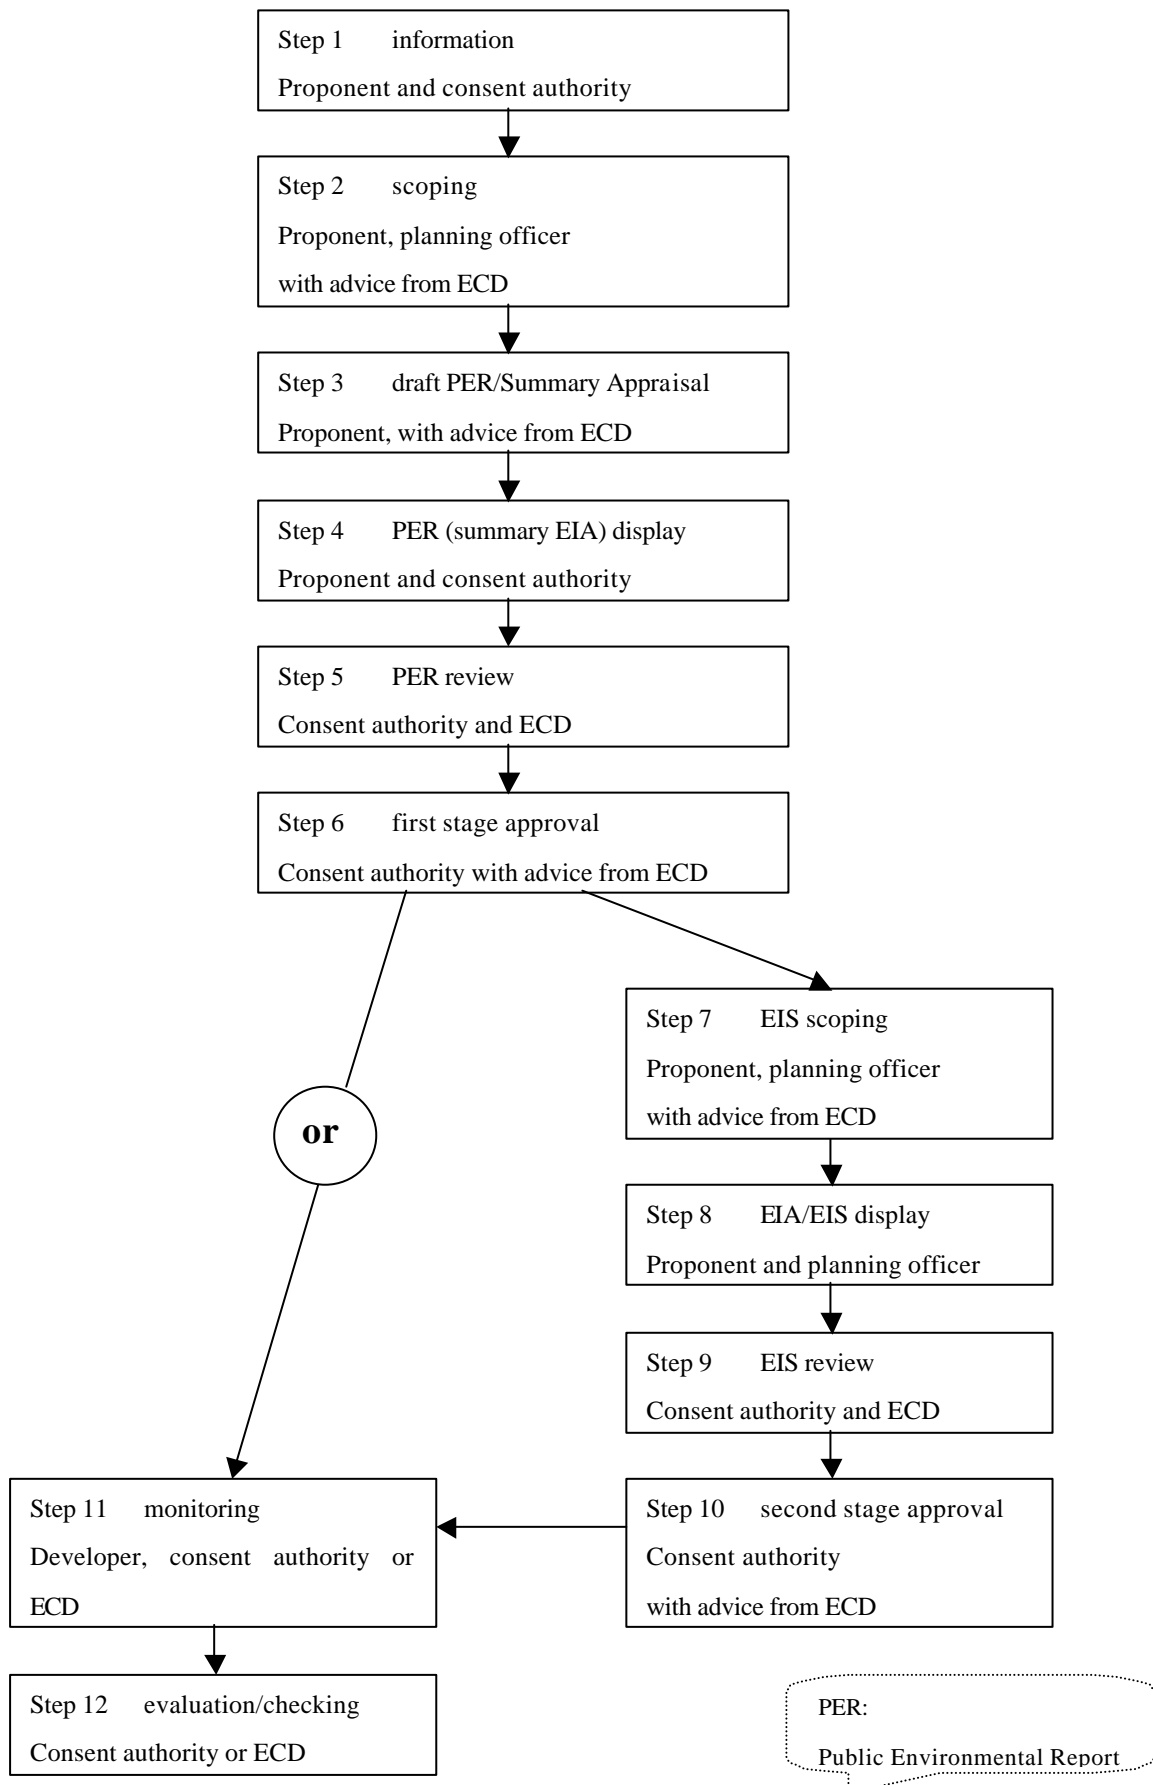 Step 1 information
Proponent and consent authority
Step 2 scoping
Proponent, planning officer
with advice from ECD
Step 3 draft PER/Summary Appraisal
Proponent, with advice from ECD
Step 4 PER (summary EIA) display
Proponent and consent authority
Step 5 PER review
Consent authority and ECD
Step 6 first stage approval
Consent authority with advice from ECD
Step 7 EIS scoping
Proponent, planning officer
with advice from ECD
or
Step 8 EIA/EIS display
Proponent and planning officer
Step 9 EIS review
Consent authority and ECD
Step 10 second stage approval
Consent authority
with advice from ECD
Step 11 monitoring
Developer, consent authority or
ECD
Step 12 evaluation/checking
Consent authority or ECD
PER:
Public Environmental Report